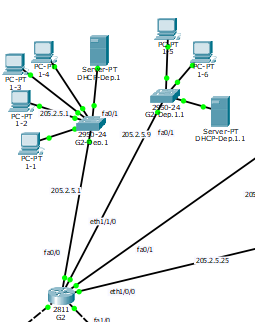 PC-PT
1-5
PC-PT
1-4
Server-PT
DHCP-Dep.1
PC-PT
1-6
PC-PT
1-3
PC-PT
1-2
205.2.5.1
fa0/1
2950-24
G2-Dep.1
2950-24
G2-Dep.1.1
205.2.5.9
fa0/1
Server-PT
DHCP-Dep.1.1
PC-PT
1-1
205.2.5.1
205
eth1/1/0
fa0/0
fa0/1
205.2.5.25
eth1/0/0
2811
G2
fa1/0